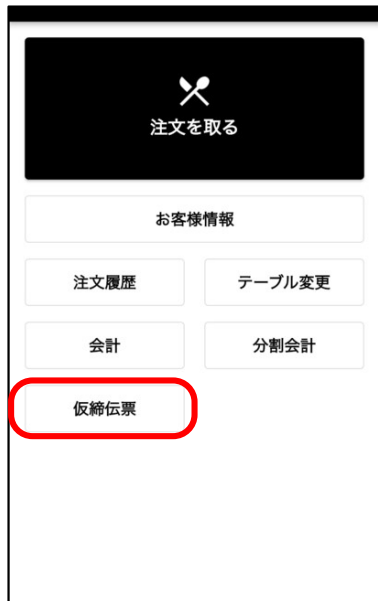 注文を取る
お客様情報
注文履歴
テーブル変更
会計
分割会計
仮締伝票